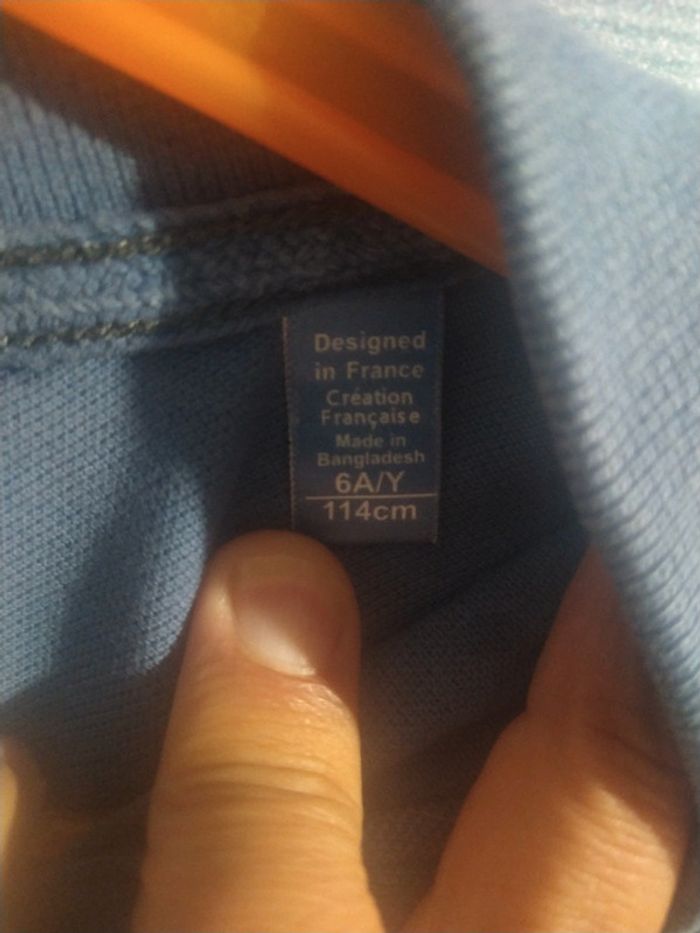 Designed
in France
Création
Française
Made in
Bangladesh
6A/Y
114cm